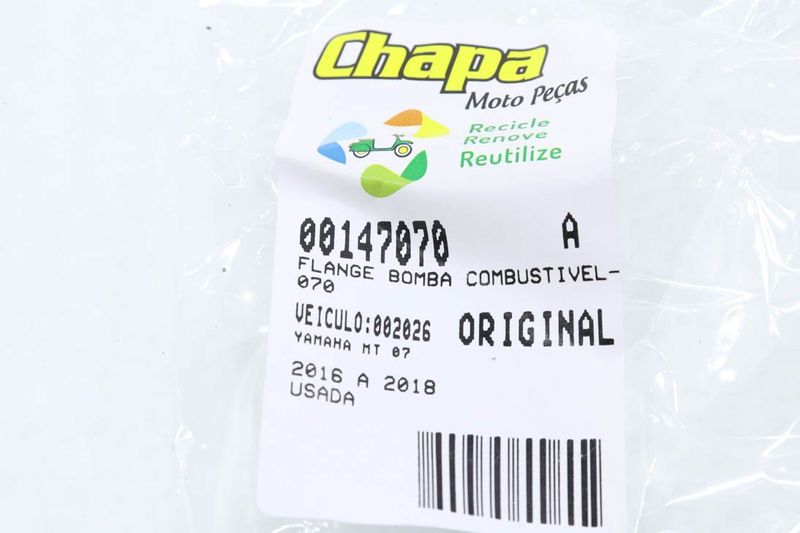 Chapa
Moto Peças
Recicle
Renove
Reutilize
00147070 A
FLANGE BOMBA COMBUSTIVEL-
070
VEICULO:002026 ORIGINAL
YAMAHA MT 07
2016 A 2018
USADA